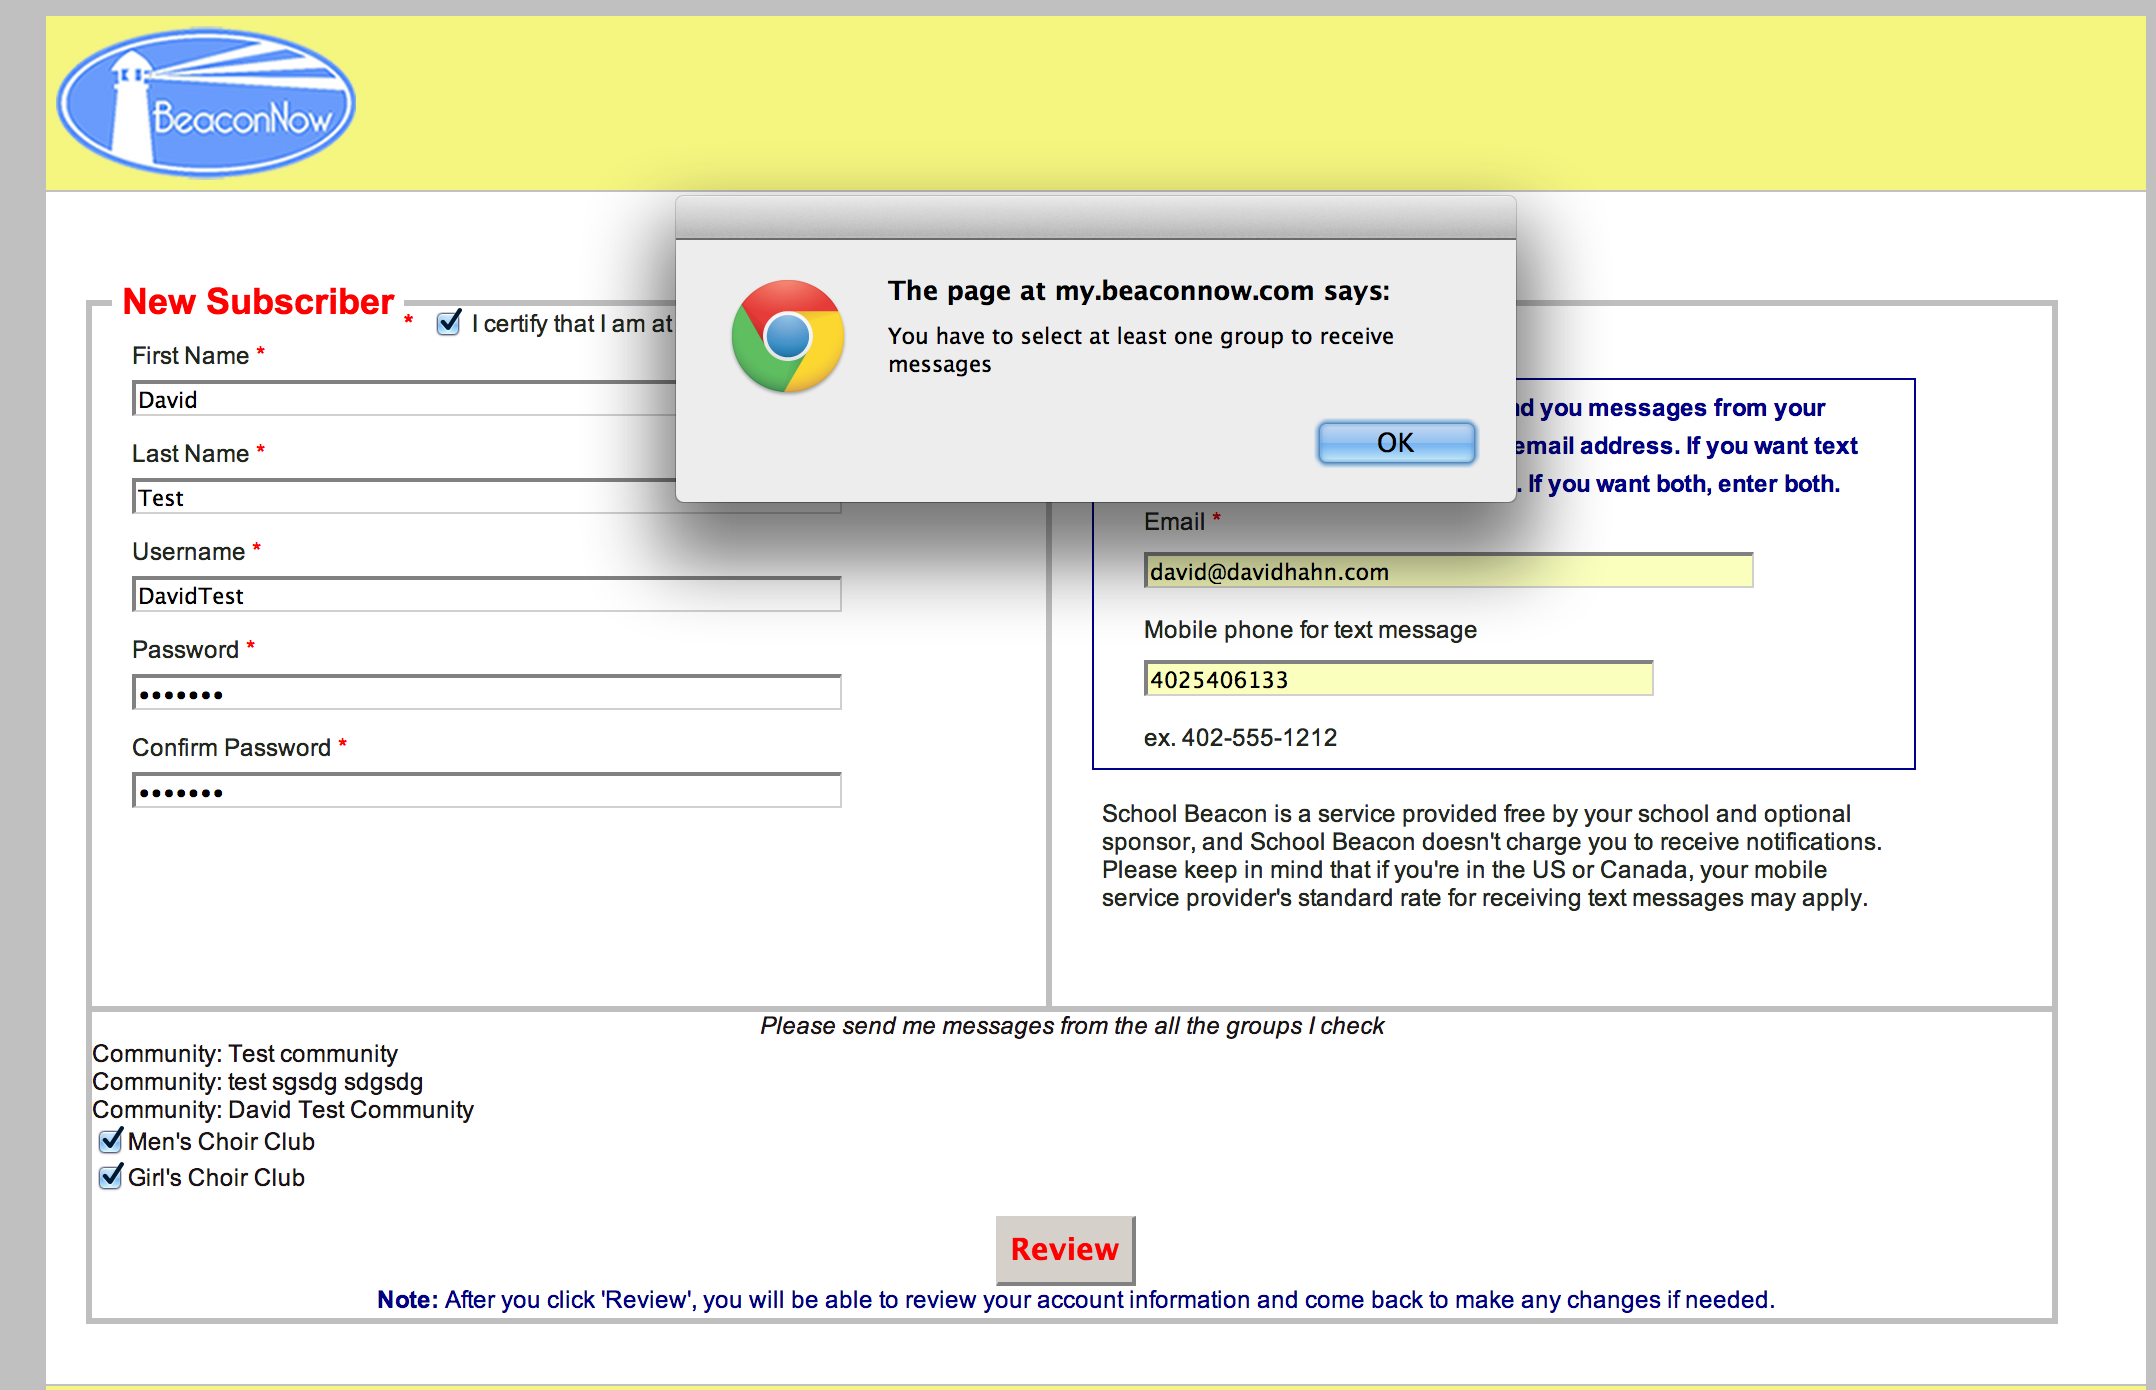 BeaconNow
The page at my.beaconnow.com says:
You have to select at least one group to receive
messages
OK
New Subscriber
* I certify that I am at
First Name *
David
Last Name *
Test
Username *
DavidTest
Password *
•••••••
Confirm Password *
•••••••
you messages from your
email address. If you want text
. If you want both, enter both.
Email *
david@davidhahn.com
Mobile phone for text message
4025406133
ex. 402-555-1212
School Beacon is a service provided free by your school and optional
sponsor, and School Beacon doesn't charge you to receive notifications.
Please keep in mind that if you're in the US or Canada, your mobile
service provider's standard rate for receiving text messages may apply.
Please send me messages from the all the groups I check
Community: Test community
Community: test sgsdg sdgsdg
Community: David Test Community
Men's Choir Club
Girl's Choir Club
Review
Note: After you click 'Review', you will be able to review your account information and come back to make any changes if needed.